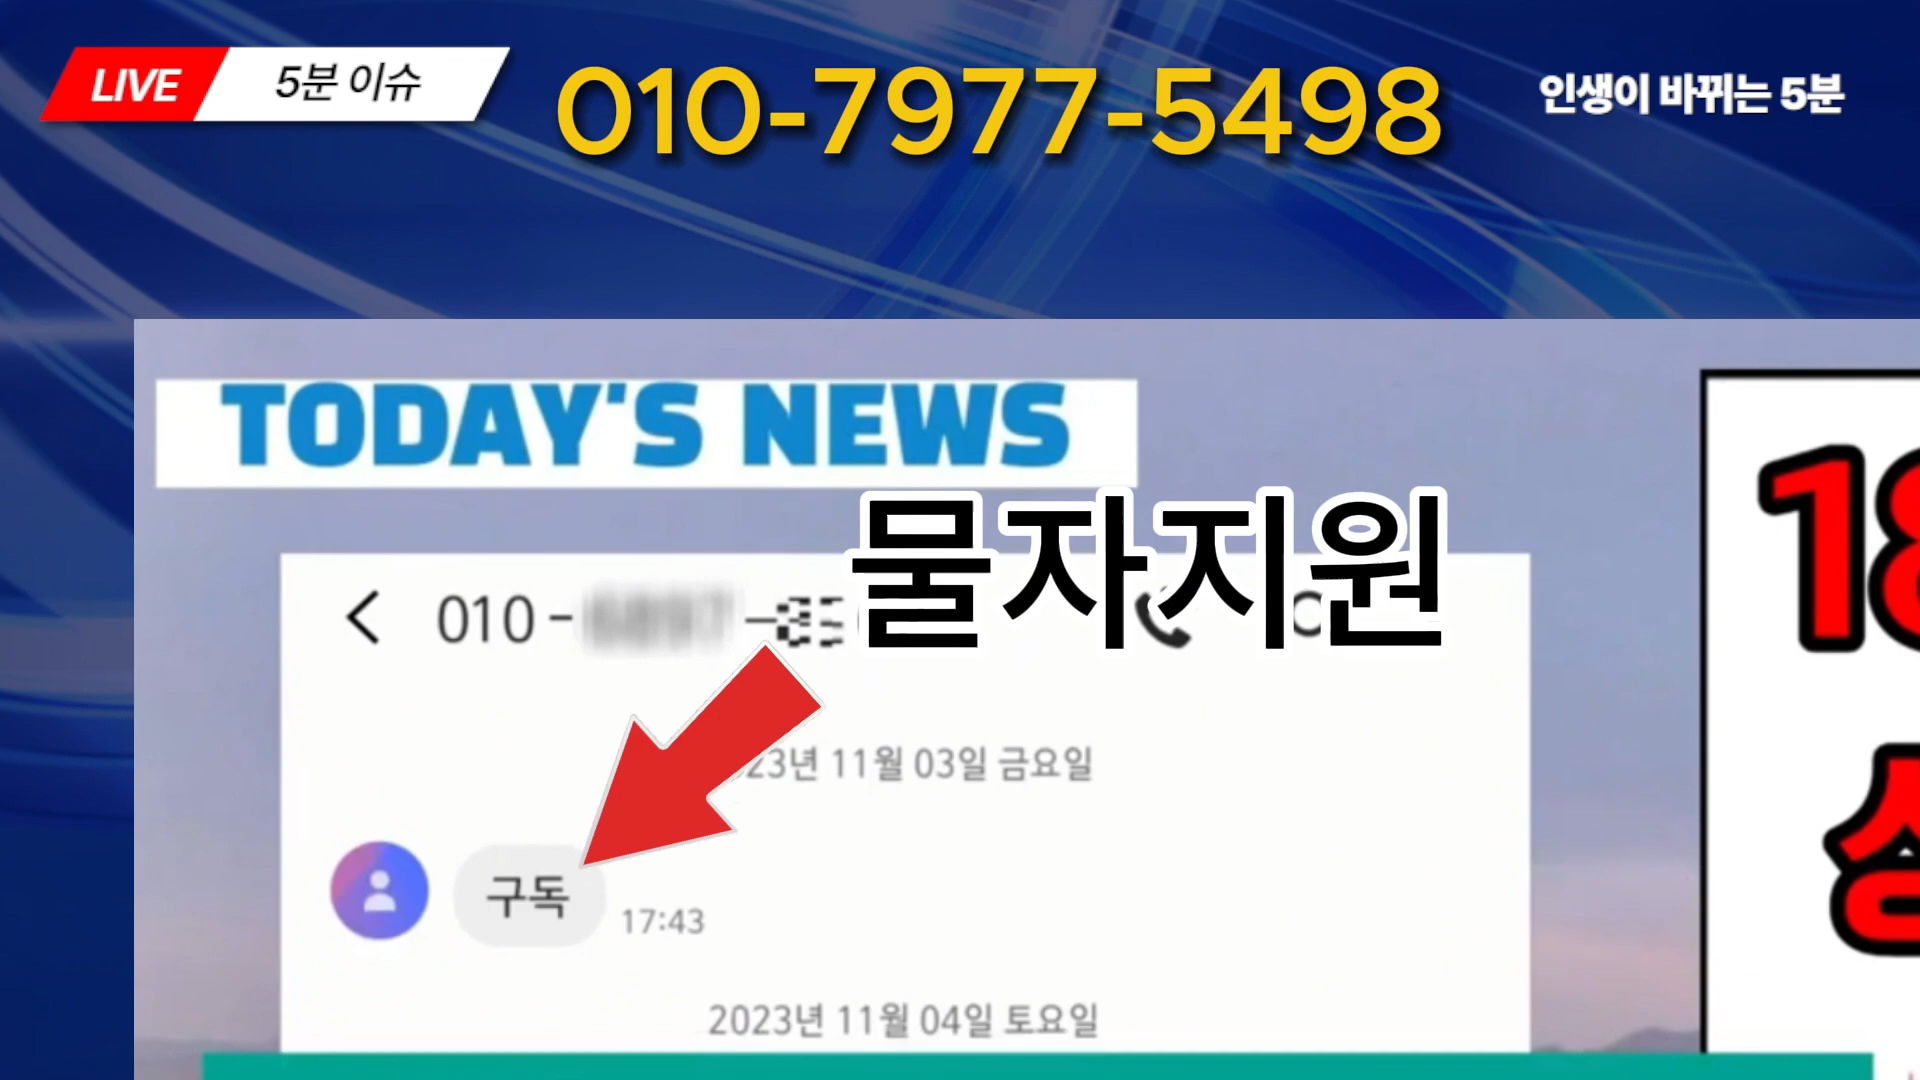 LIVE 5분 이슈 010-7977-5498 인생이 바뀌는 5분
TODAY'S NEWS
물자지원
010-
23년 11월 03일 금요일
구독 17:43
2023년 11월 04일 토요일